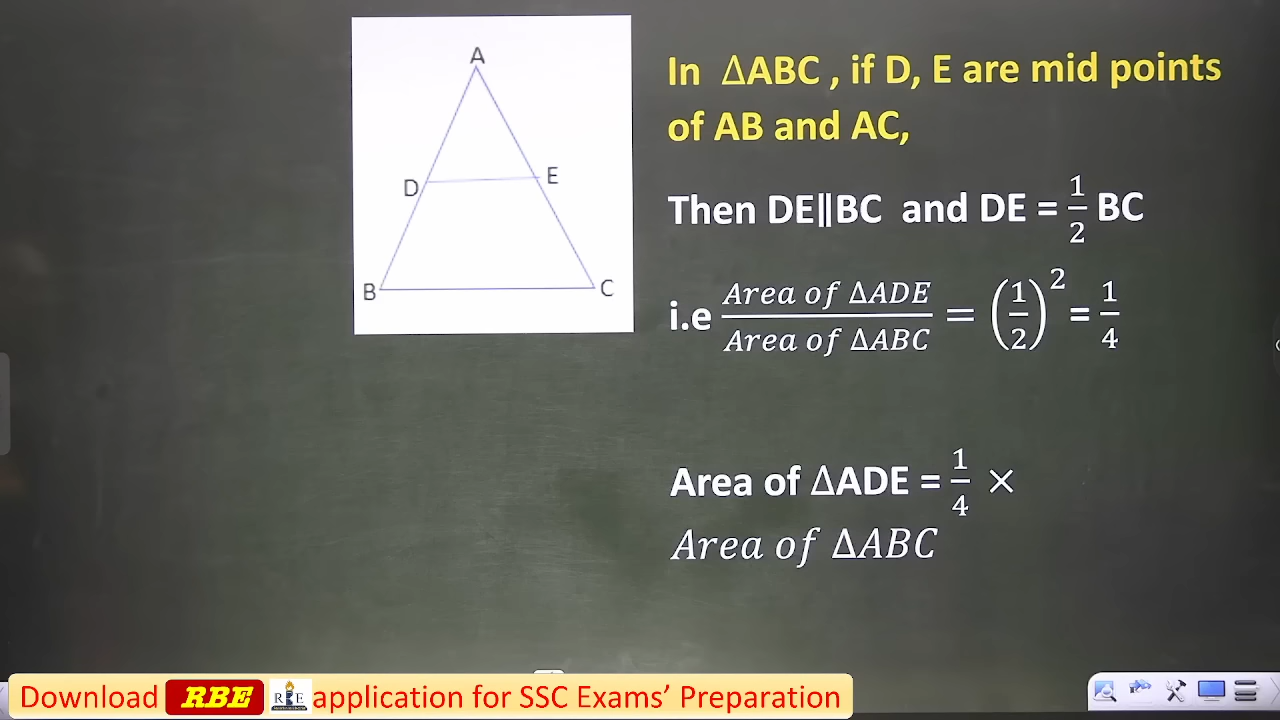 A
D
E
B
C
In ΔABC , if D, E are mid points
of AB and AC,
Then DE∥BC and DE = 1/2 BC
i.e Area of ΔADE / Area of ΔABC = (1/2)² = 1/4
Area of ΔADE = 1/4 ×
Area of ΔABC
Download RBE application for SSC Exams’ Preparation